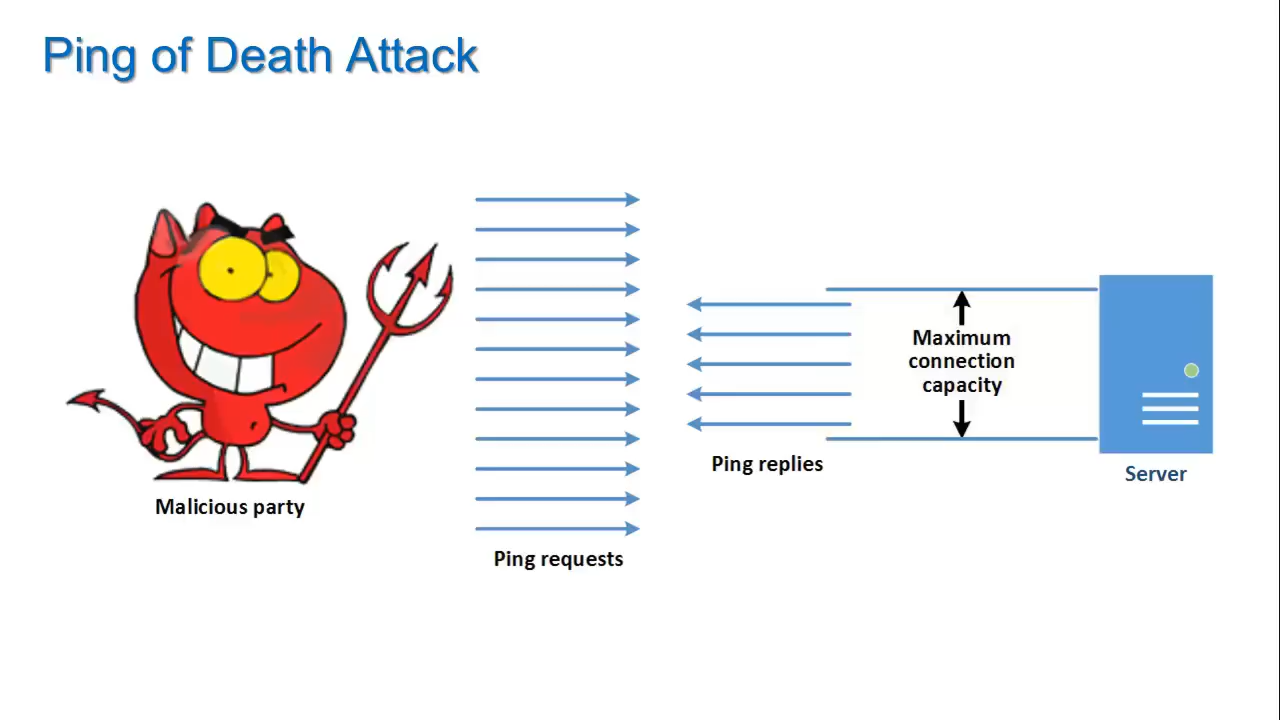 Ping of Death Attack
Maximum
connection
capacity
Ping replies
Server
Malicious party
Ping requests